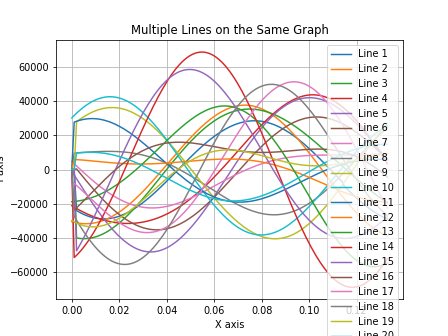 Multiple Lines on the Same Graph
60000
40000
20000
0
−20000
−40000
−60000
0.00
0.02
0.04
0.06
0.08
0.10
X axis
Line 1
Line 2
Line 3
Line 4
Line 5
Line 6
Line 7
Line 8
Line 9
Line 10
Line 11
Line 12
Line 13
Line 14
Line 15
Line 16
Line 17
Line 18
Line 19
Line 20